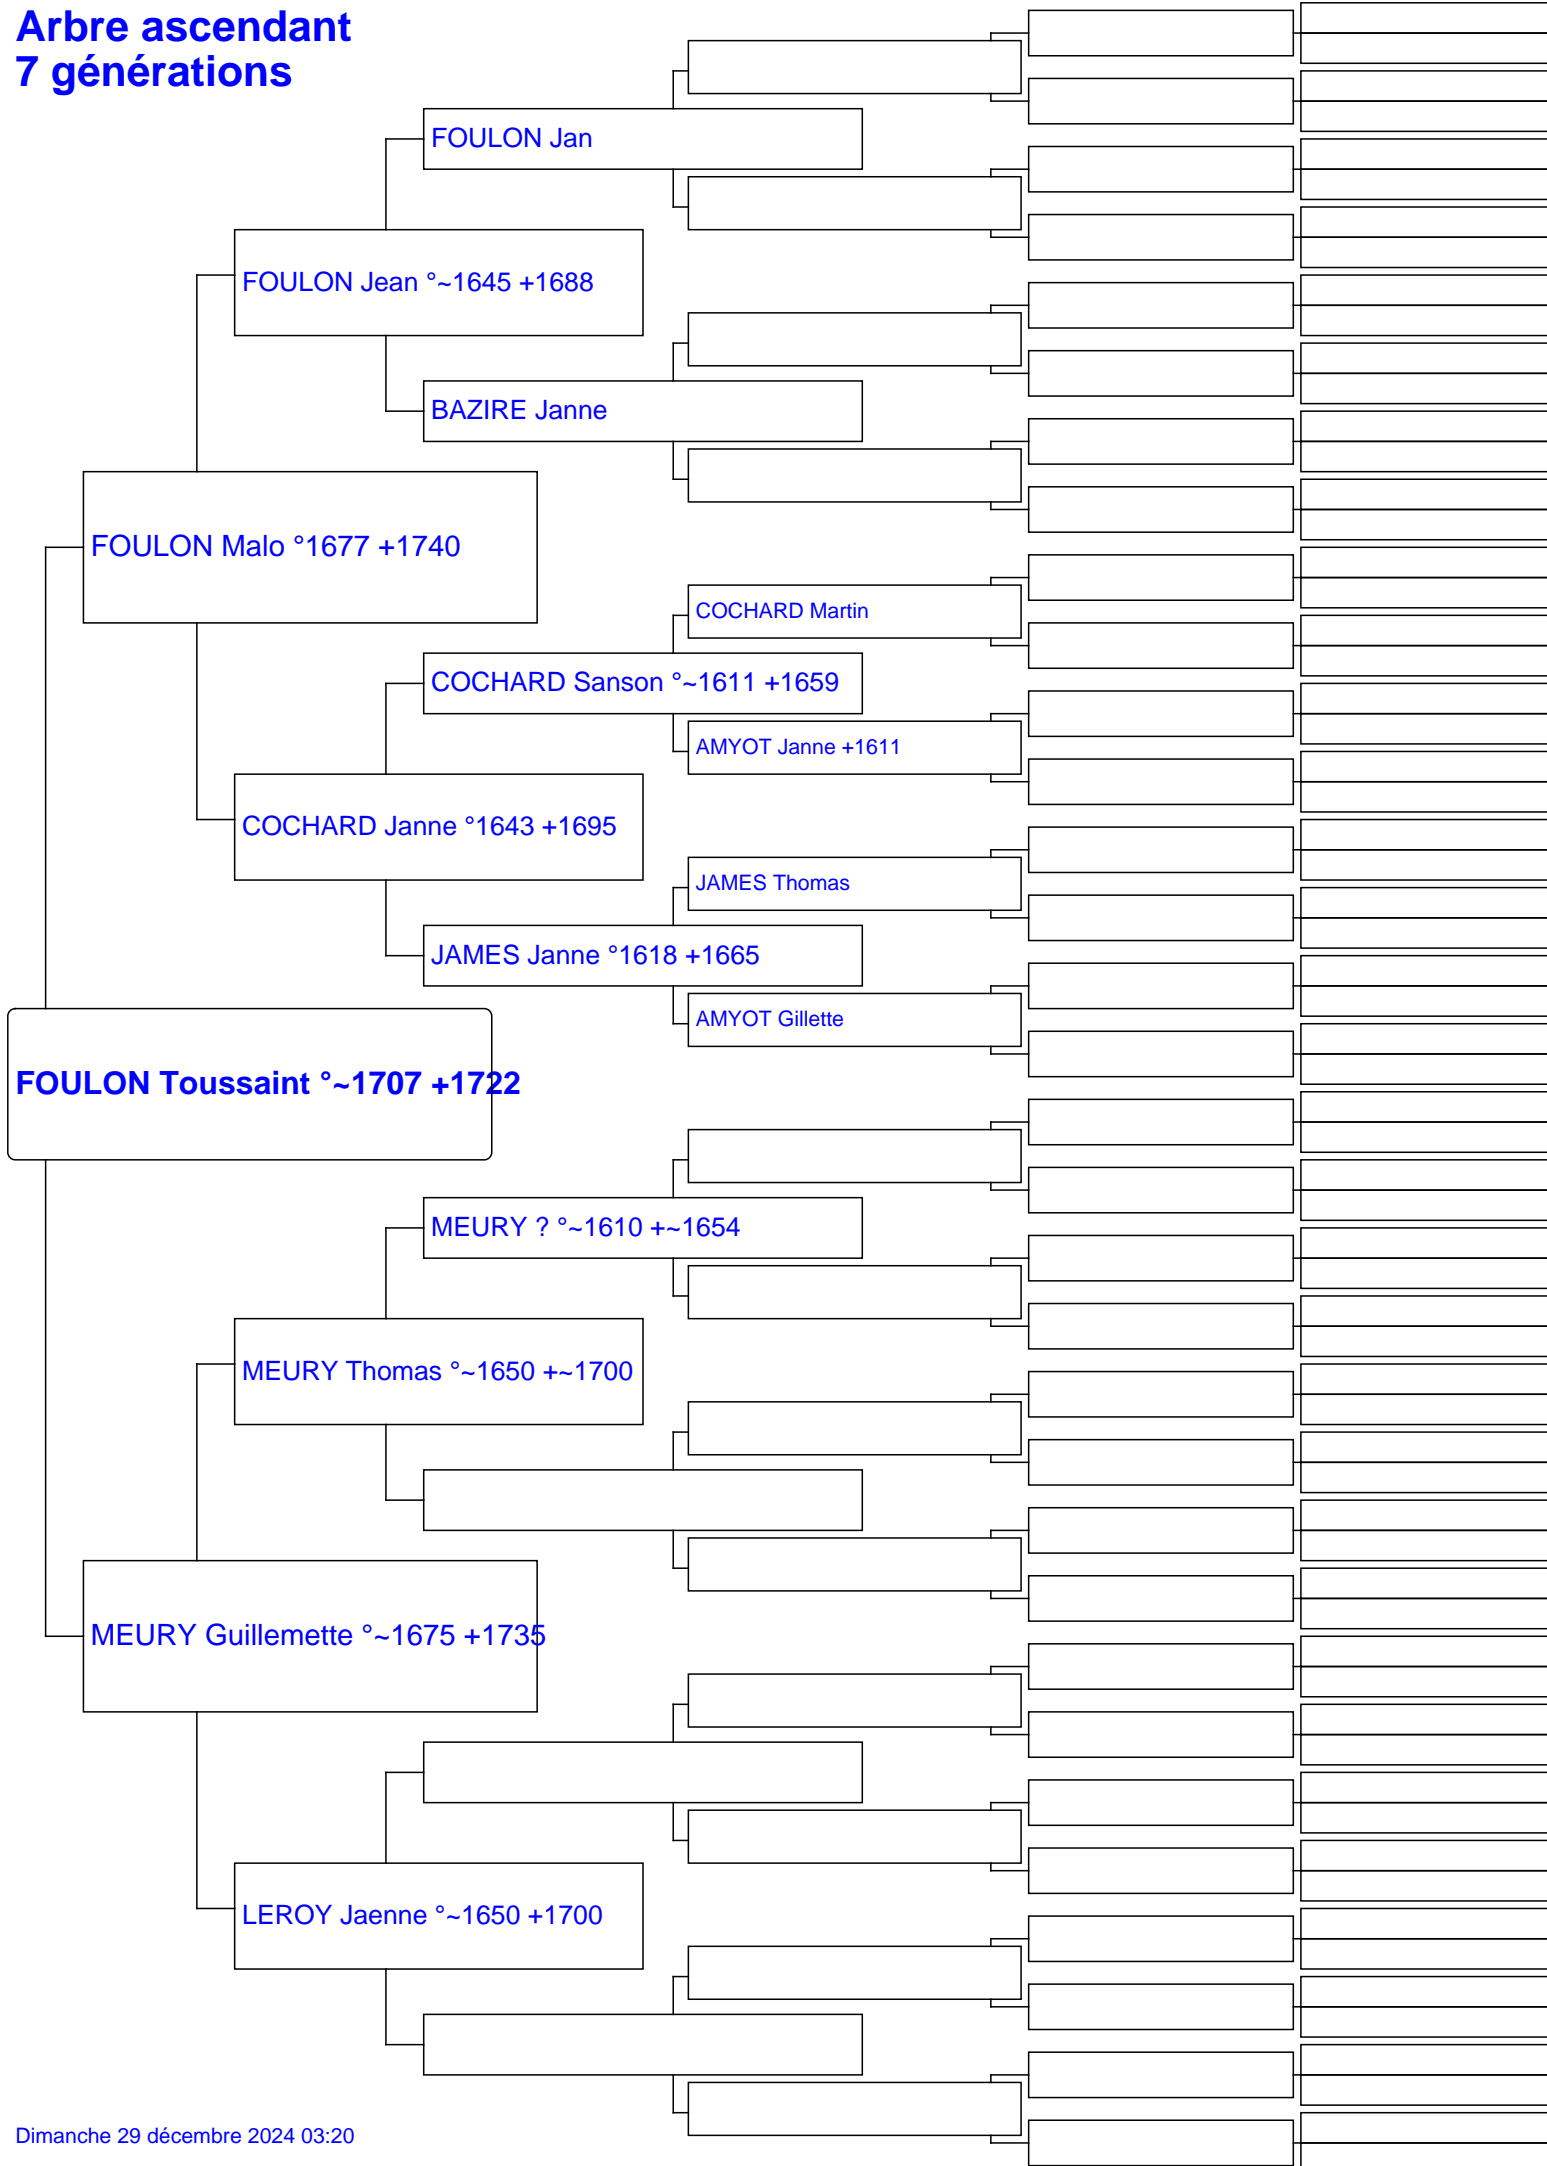 Arbre ascendant
7 générations
FOULON Jan
FOULON Jean °~1645 +1688
BAZIRE Janne
FOULON Malo °1677 +1740
COCHARD Martin
COCHARD Sanson °~1611 +1659
AMYOT Janne +1611
COCHARD Janne °1643 +1695
JAMES Thomas
JAMES Janne °1618 +1665
AMYOT Gillette
FOULON Toussaint °~1707 +1722
MEURY ? °~1610 +~1654
MEURY Thomas °~1650 +~1700
MEURY Guillemette °~1675 +1735
LEROY Jaenne °~1650 +1700
Dimanche 29 décembre 2024 03:20